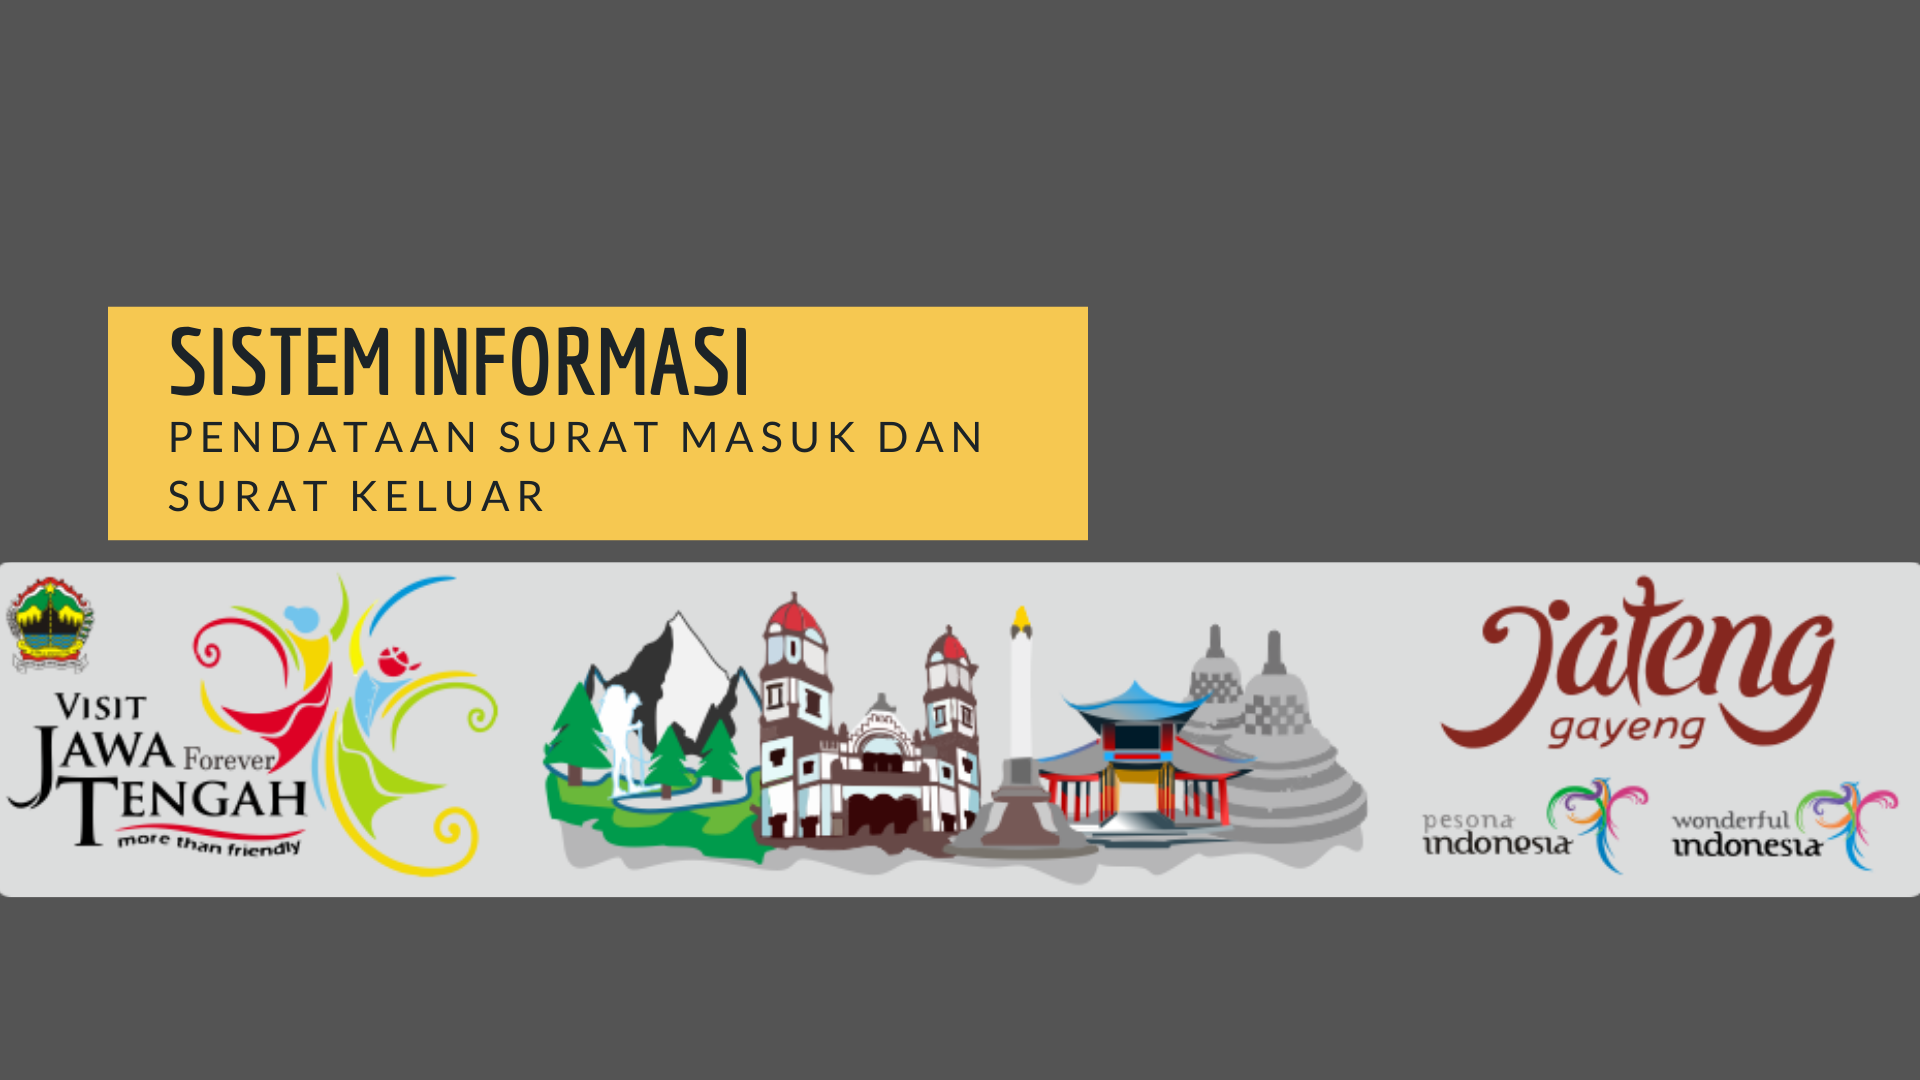 SISTEM INFORMASI
PENDATAAN SURAT MASUK DAN
SURAT KELUAR
VISIT
JAWA Forever
TENGAH
more than friendly
jateng
gayeng
pesona
indonesia
wonderful
indonesia